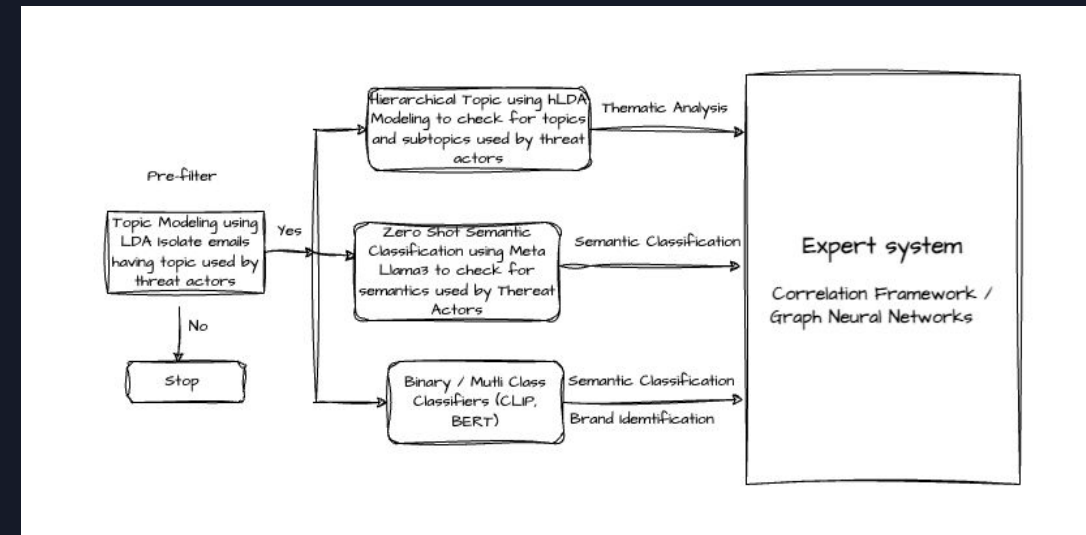 Pre-filter
Topic Modeling using
LDA Isolate emails
having topic used by
threat actors
Yes
No
Stop
Hierarchical Topic using hLDA
Modeling to check for topics
and subtopics used by threat
actors
Thematic Analysis
Zero Shot Semantic
Classification using Meta
Llama3 to check for
semantics used by Thereat
Actors
Semantic Classification
Binary / Mutli Class
Classifiers (CLIP,
BERT)
Semantic Classification
Brand Idemtification
Expert system
Correlation Framework /
Graph Neural Networks